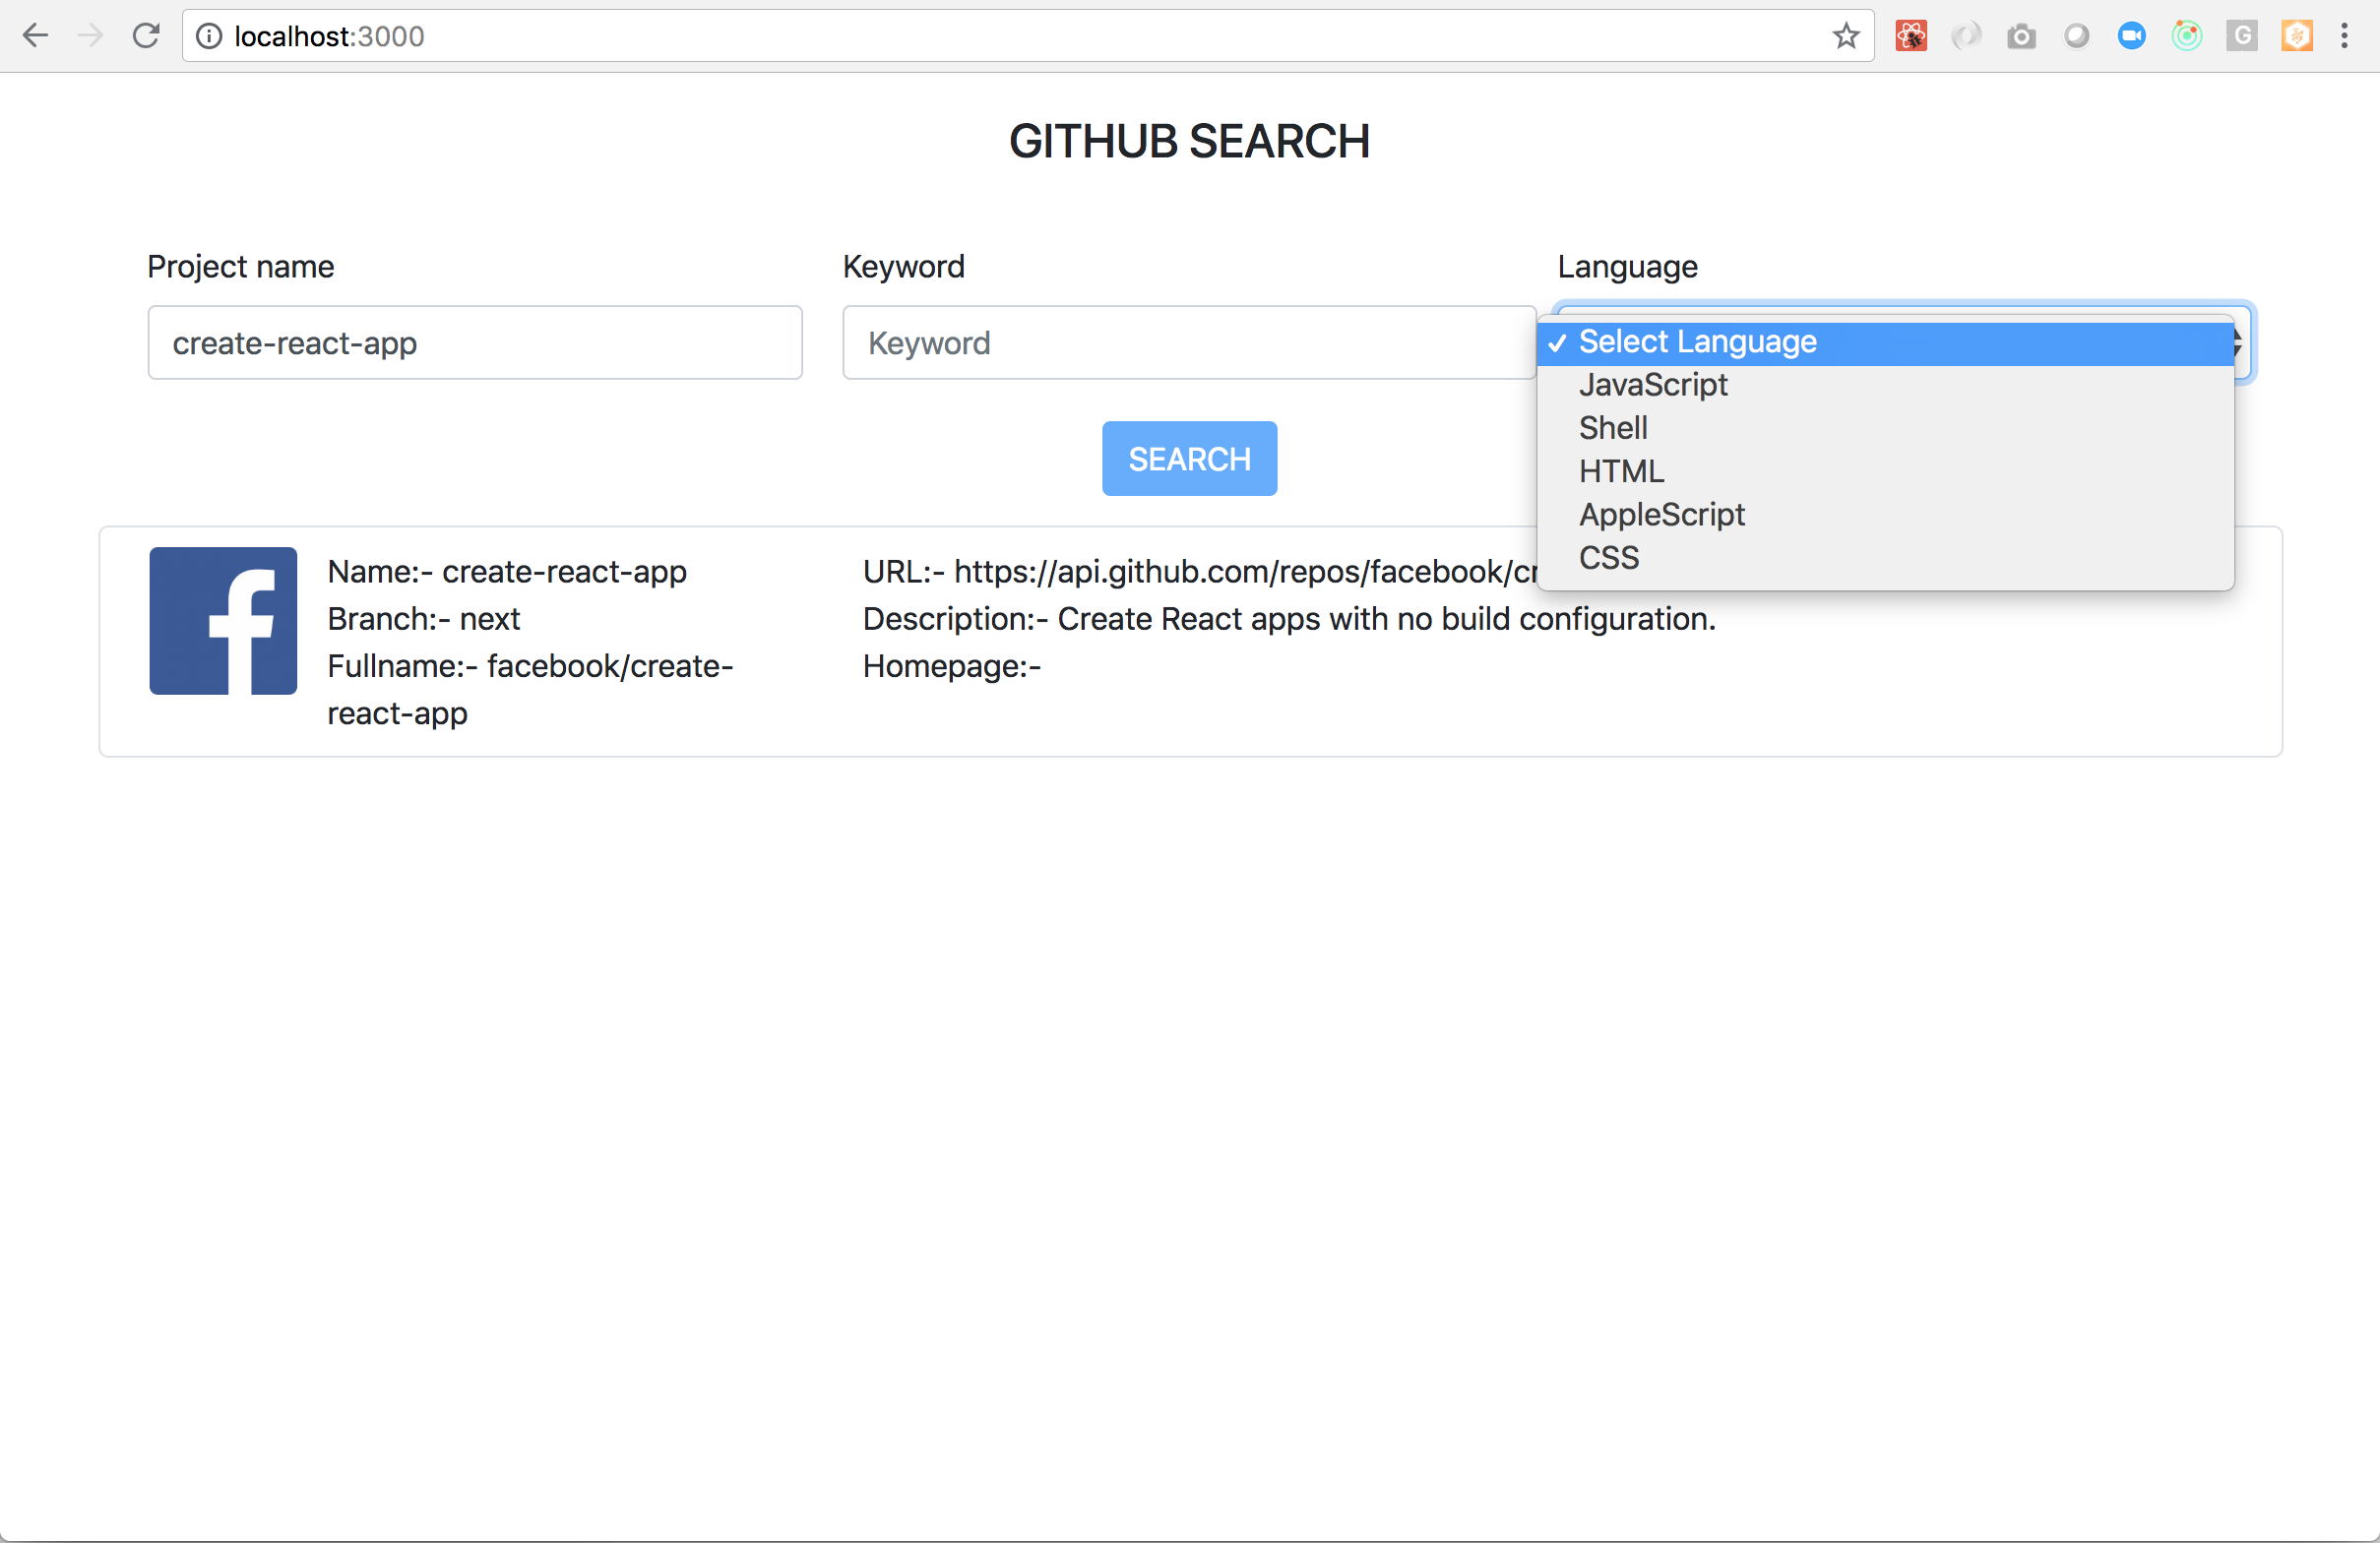 localhost:3000
GITHUB SEARCH
Project name
Keyword
Language
create-react-app
Keyword
✓ Select Language
JavaScript
Shell
HTML
AppleScript
CSS
SEARCH
Name:- create-react-app
Branch:- next
Fullname:- facebook/create-
react-app
URL:- https://api.github.com/repos/facebook/
Description:- Create React apps with no build configuration.
Homepage:-